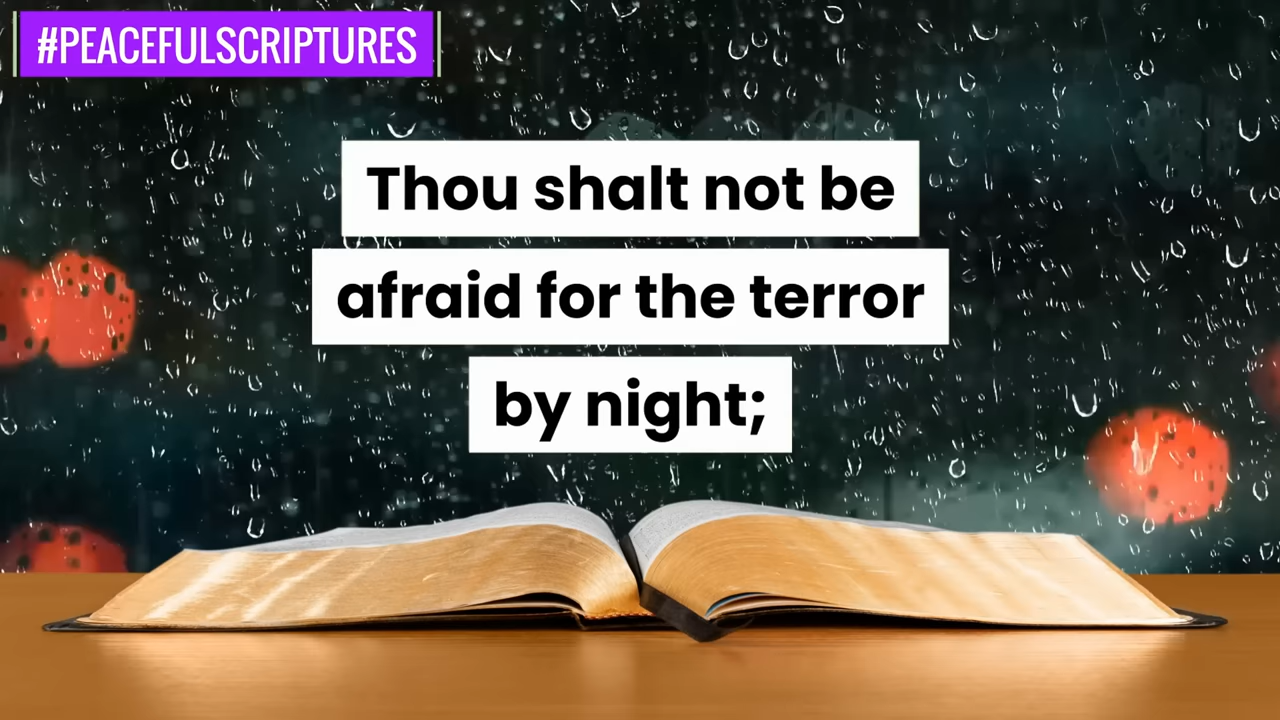 #PEACEFULSCRIPTURES
Thou shalt not be
afraid for the terror
by night;